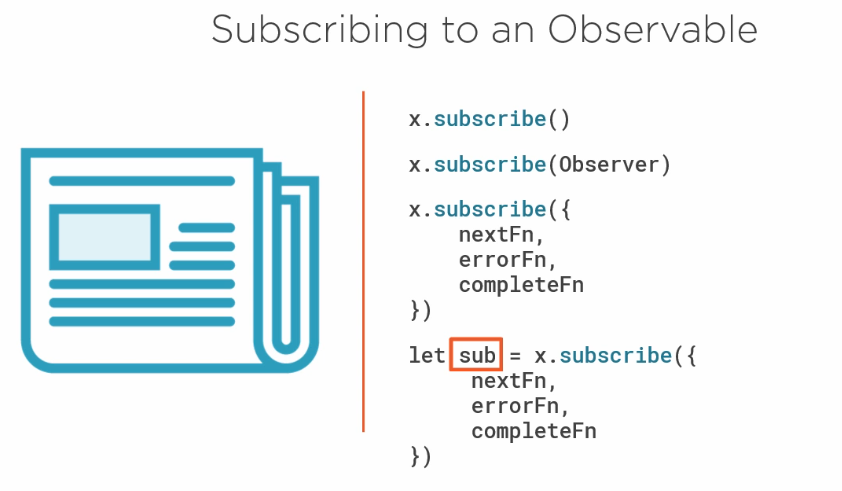 Subscribing to an Observable
x.subscribe()
x.subscribe(Observer)
x.subscribe({
nextFn,
errorFn,
completeFn
})
let sub = x.subscribe({
nextFn,
errorFn,
completeFn
})